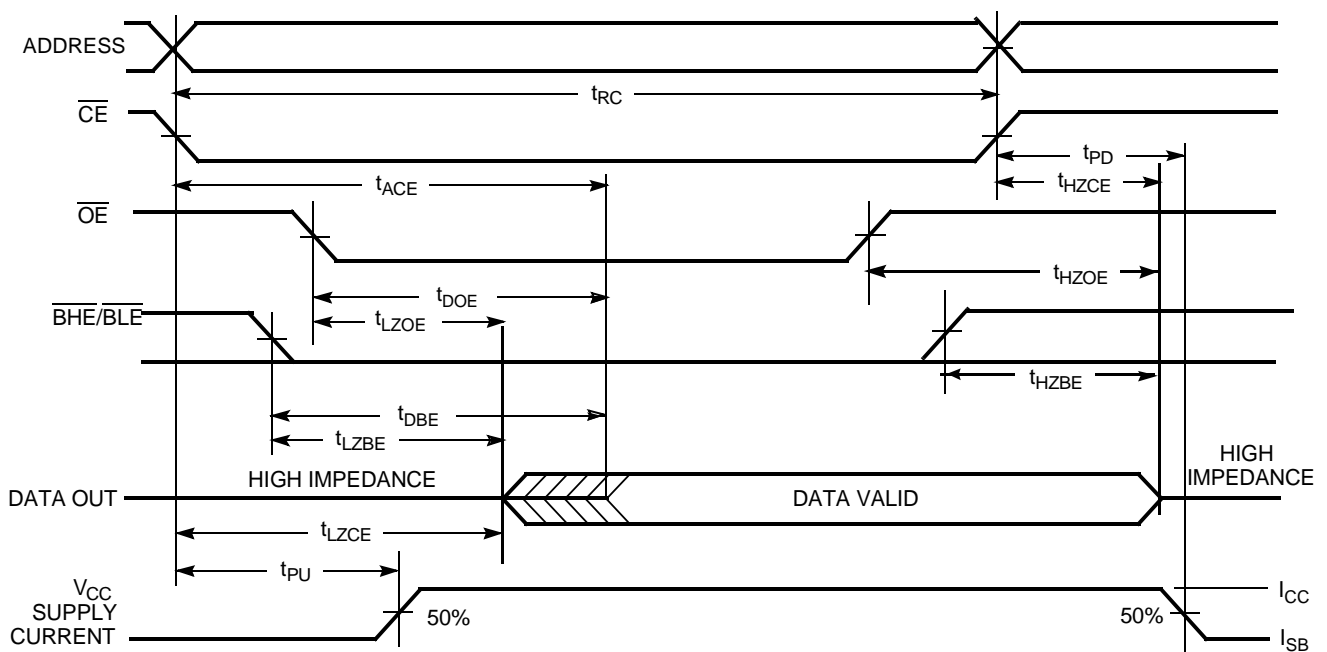 ADDRESS
tRC
CE
tPD
tACE
tHZCE
OE
tHZOE
tDOE
BHE/BLE
tLZOE
tHZBE
tDBE
tLZBE
HIGH IMPEDANCE
HIGH
IMPEDANCE
DATA OUT
DATA VALID
tLZCE
tPU
VCC
SUPPLY
CURRENT
50%
50%
ICC
ISB